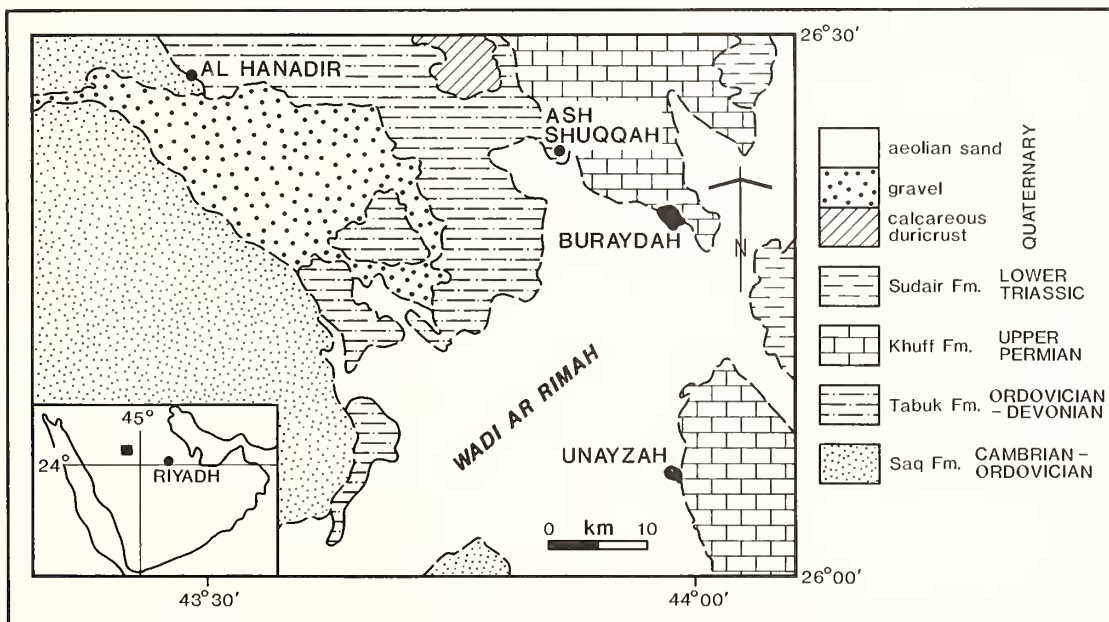 26°30′
AL HANADIR
ASH
SHUQQAH
BURAYDAH
N
WADI AR RIMAH
UNAYZAH
0 km 10
45°
24°
RIYADH
26°00′
43°30′
44°00′
aeolian sand
gravel
calcareous
duricrust
QUATERNARY
Sudair Fm. LOWER
TRIASSIC
Khuff Fm. UPPER
PERMIAN
Tabuk Fm. ORDOVICIAN
– DEVONIAN
Saq Fm. CAMBRIAN –
ORDOVICIAN